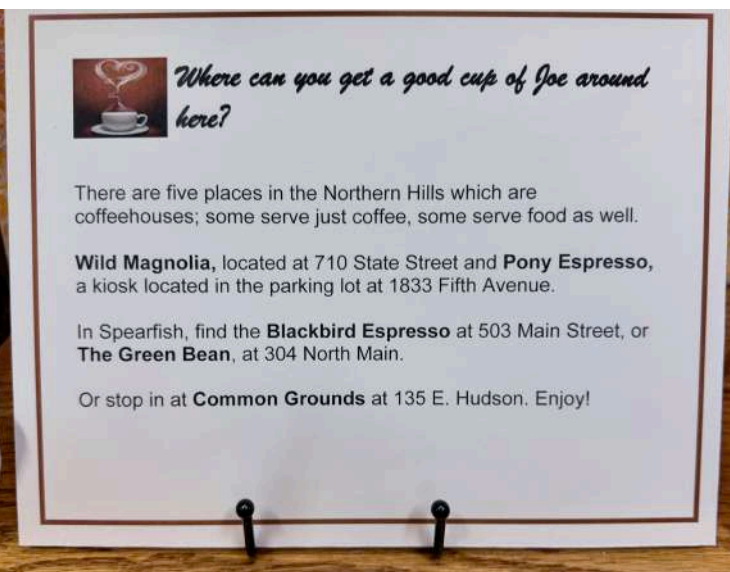 Where can you get a good cup of Joe around
here?
There are five places in the Northern Hills which are
coffeehouses; some serve just coffee, some serve food as well.
Wild Magnolia, located at 710 State Street and Pony Espresso,
a kiosk located in the parking lot at 1833 Fifth Avenue.
In Spearfish, find the Blackbird Espresso at 503 Main Street, or
The Green Bean, at 304 North Main.
Or stop in at Common Grounds at 135 E. Hudson. Enjoy!